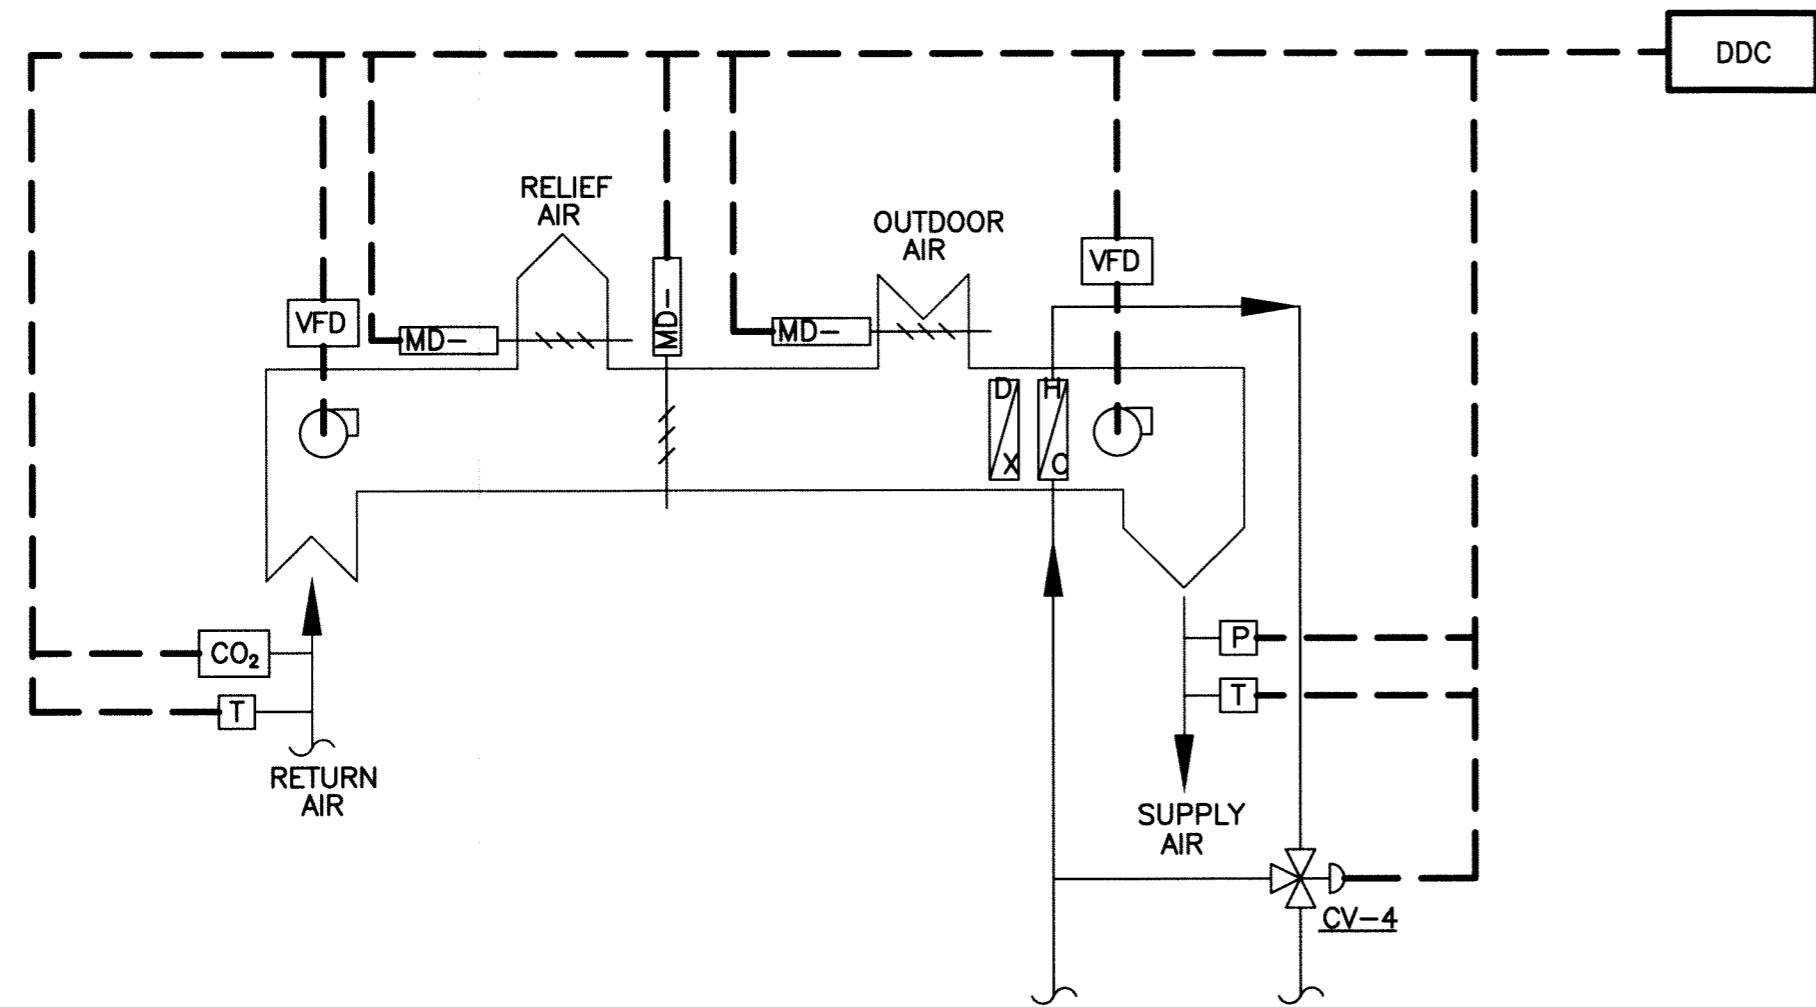 DDC
RELIEF
AIR
OUTDOOR
AIR
VFD
VFD
MD-
MD-
MD-
D
X
H
C
CO₂
T
RETURN
AIR
P
T
SUPPLY
AIR
CV-4